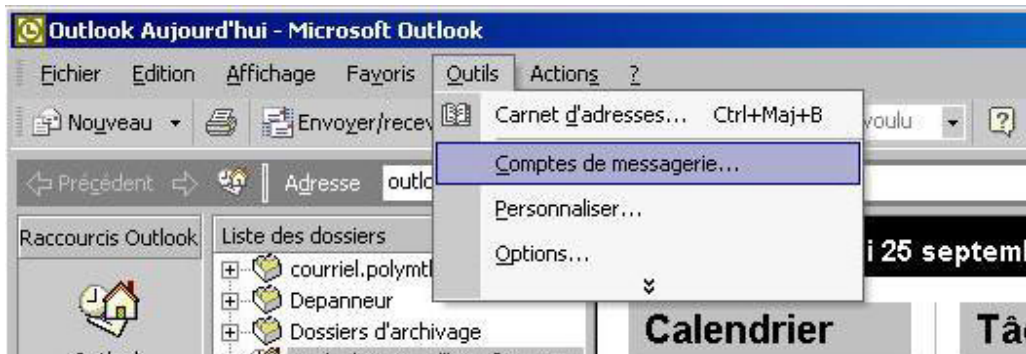 Outlook Aujourd'hui - Microsoft Outlook
Fichier Edition Affichage Favoris Outils Actions ?
Nouveau Envoyer/recev voulu
Carnet d'adresses... Ctrl+Maj+B
Comptes de messagerie...
Personnaliser...
Options...
Précédent Adresse outlo
Raccourcis Outlook Liste des dossiers
courriel.polymtl
Depanneur
Dossiers d'archivage
i 25 septem
Calendrier Tâ